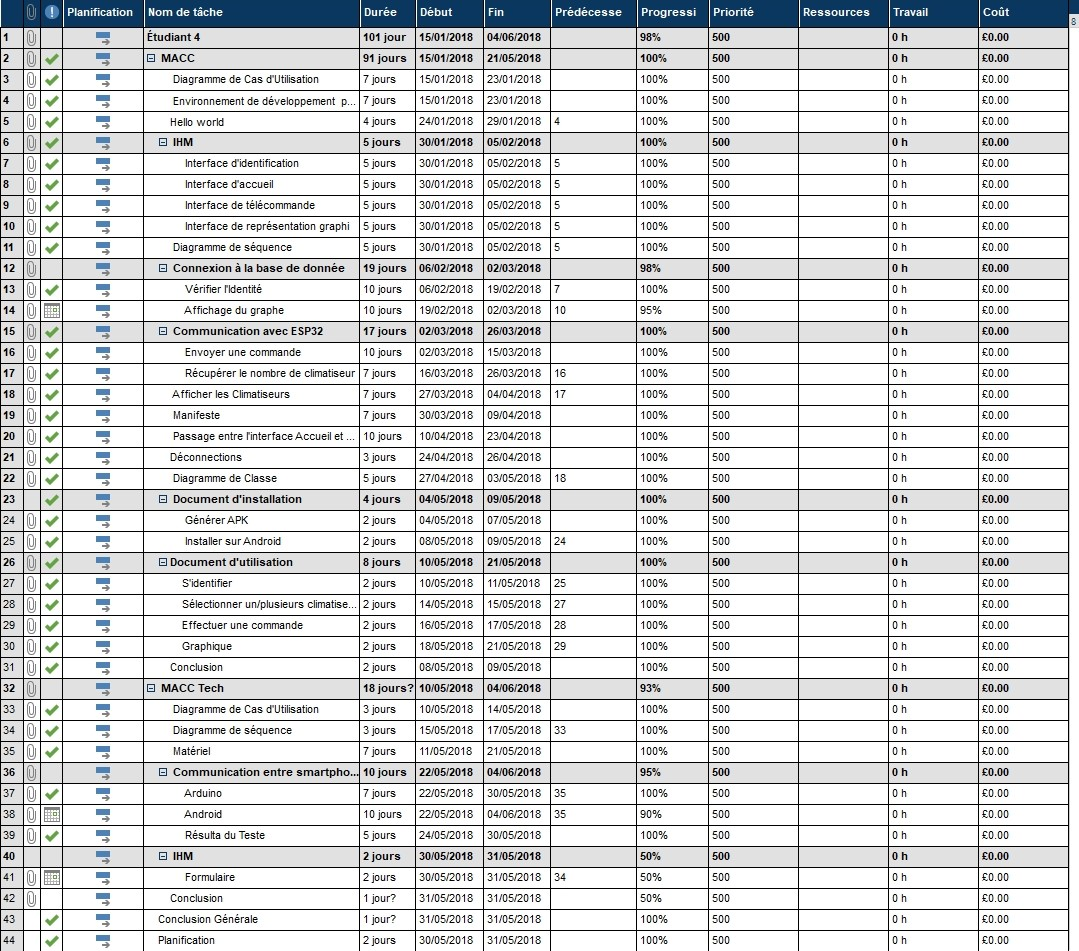 Planification Nom de tâche Durée Début Fin Prédécesse Progressi Priorité Ressources Travail Coût
8
1 Étudiant 4 101 jour 15/01/2018 04/06/2018 98% 500 0 h £0.00
2 MACC 91 jours 15/01/2018 21/05/2018 100% 500 0 h £0.00
3 Diagramme de Cas d'Utilisation 7 jours 15/01/2018 23/01/2018 100% 500 0 h £0.00
4 Environnement de développement p... 7 jours 15/01/2018 23/01/2018 100% 500 0 h £0.00
5 Hello world 4 jours 24/01/2018 29/01/2018 4 100% 500 0 h £0.00
6 IHM 5 jours 30/01/2018 05/02/2018 100% 500 0 h £0.00
7 Interface d'identification 5 jours 30/01/2018 05/02/2018 5 100% 500 0 h £0.00
8 Interface d'accueil 5 jours 30/01/2018 05/02/2018 5 100% 500 0 h £0.00
9 Interface de télécommande 5 jours 30/01/2018 05/02/2018 5 100% 500 0 h £0.00
10 Interface de représentation graphi 5 jours 30/01/2018 05/02/2018 5 100% 500 0 h £0.00
11 Diagramme de séquence 5 jours 30/01/2018 05/02/2018 5 100% 500 0 h £0.00
12 Connexion à la base de donnée 19 jours 06/02/2018 02/03/2018 98% 500 0 h £0.00
13 Vérifier l'Identité 10 jours 06/02/2018 19/02/2018 7 100% 500 0 h £0.00
14 Affichage du graphe 10 jours 19/02/2018 02/03/2018 10 95% 500 0 h £0.00
15 Communication avec ESP32 17 jours 02/03/2018 26/03/2018 100% 500 0 h £0.00
16 Envoyer une commande 10 jours 02/03/2018 15/03/2018 100% 500 0 h £0.00
17 Récupérer le nombre de climatiseur 7 jours 16/03/2018 26/03/2018 16 100% 500 0 h £0.00
18 Afficher les Climatiseurs 7 jours 27/03/2018 04/04/2018 17 100% 500 0 h £0.00
19 Manifeste 7 jours 30/03/2018 09/04/2018 100% 500 0 h £0.00
20 Passage entre l'interface Accueil et ... 10 jours 10/04/2018 23/04/2018 100% 500 0 h £0.00
21 Déconnections 3 jours 24/04/2018 26/04/2018 100% 500 0 h £0.00
22 Diagramme de Classe 5 jours 27/04/2018 03/05/2018 18 100% 500 0 h £0.00
23 Document d'installation 4 jours 04/05/2018 09/05/2018 100% 500 0 h £0.00
24 Générer APK 2 jours 04/05/2018 07/05/2018 100% 500 0 h £0.00
25 Installer sur Android 2 jours 08/05/2018 09/05/2018 24 100% 500 0 h £0.00
26 Document d'utilisation 8 jours 10/05/2018 21/05/2018 100% 500 0 h £0.00
27 S'identifier 2 jours 10/05/2018 11/05/2018 25 100% 500 0 h £0.00
28 Sélectionner un/plusieurs climatise... 2 jours 14/05/2018 15/05/2018 27 100% 500 0 h £0.00
29 Effectuer une commande 2 jours 16/05/2018 17/05/2018 28 100% 500 0 h £0.00
30 Graphique 2 jours 18/05/2018 21/05/2018 29 100% 500 0 h £0.00
31 Conclusion 2 jours 08/05/2018 09/05/2018 100% 500 0 h £0.00
32 MACC Tech 18 jours? 10/05/2018 04/06/2018 93% 500 0 h £0.00
33 Diagramme de Cas d'Utilisation 3 jours 10/05/2018 14/05/2018 100% 500 0 h £0.00
34 Diagramme de séquence 3 jours 15/05/2018 17/05/2018 33 100% 500 0 h £0.00
35 Matériel 7 jours 11/05/2018 21/05/2018 100% 500 0 h £0.00
36 Communication entre smartpho... 10 jours 22/05/2018 04/06/2018 95% 500 0 h £0.00
37 Arduino 7 jours 22/05/2018 30/05/2018 35 100% 500 0 h £0.00
38 Android 10 jours 22/05/2018 04/06/2018 35 90% 500 0 h £0.00
39 Résulta du Teste 5 jours 24/05/2018 30/05/2018 100% 500 0 h £0.00
40 IHM 2 jours 30/05/2018 31/05/2018 50% 500 0 h £0.00
41 Formulaire 2 jours 30/05/2018 31/05/2018 34 50% 500 0 h £0.00
42 Conclusion 1 jour? 31/05/2018 31/05/2018 50% 500 0 h £0.00
43 Conclusion Générale 1 jour? 31/05/2018 31/05/2018 100% 500 0 h £0.00
44 Planification 2 jours 30/05/2018 31/05/2018 100% 500 0 h £0.00